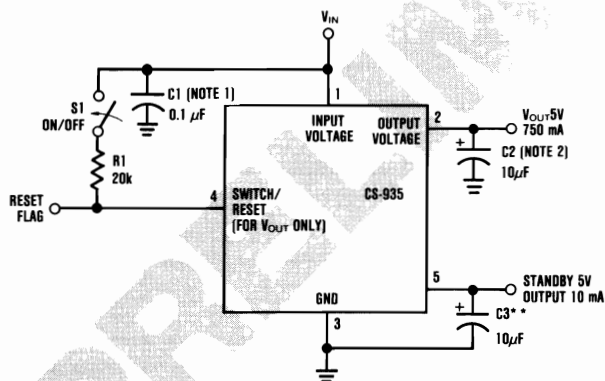 VIN
C1 (NOTE 1)
0.1 µF
S1
ON/OFF
R1
20k
RESET
FLAG
1
INPUT
VOLTAGE
OUTPUT
VOLTAGE
2
VOUT5V
750 mA
+
C2 (NOTE 2)
10µF
4
SWITCH/
RESET
(FOR VOUT ONLY)
CS-935
5
STANDBY 5V
OUTPUT 10 mA
+
C3**
10µF
GND
3
PRELIM